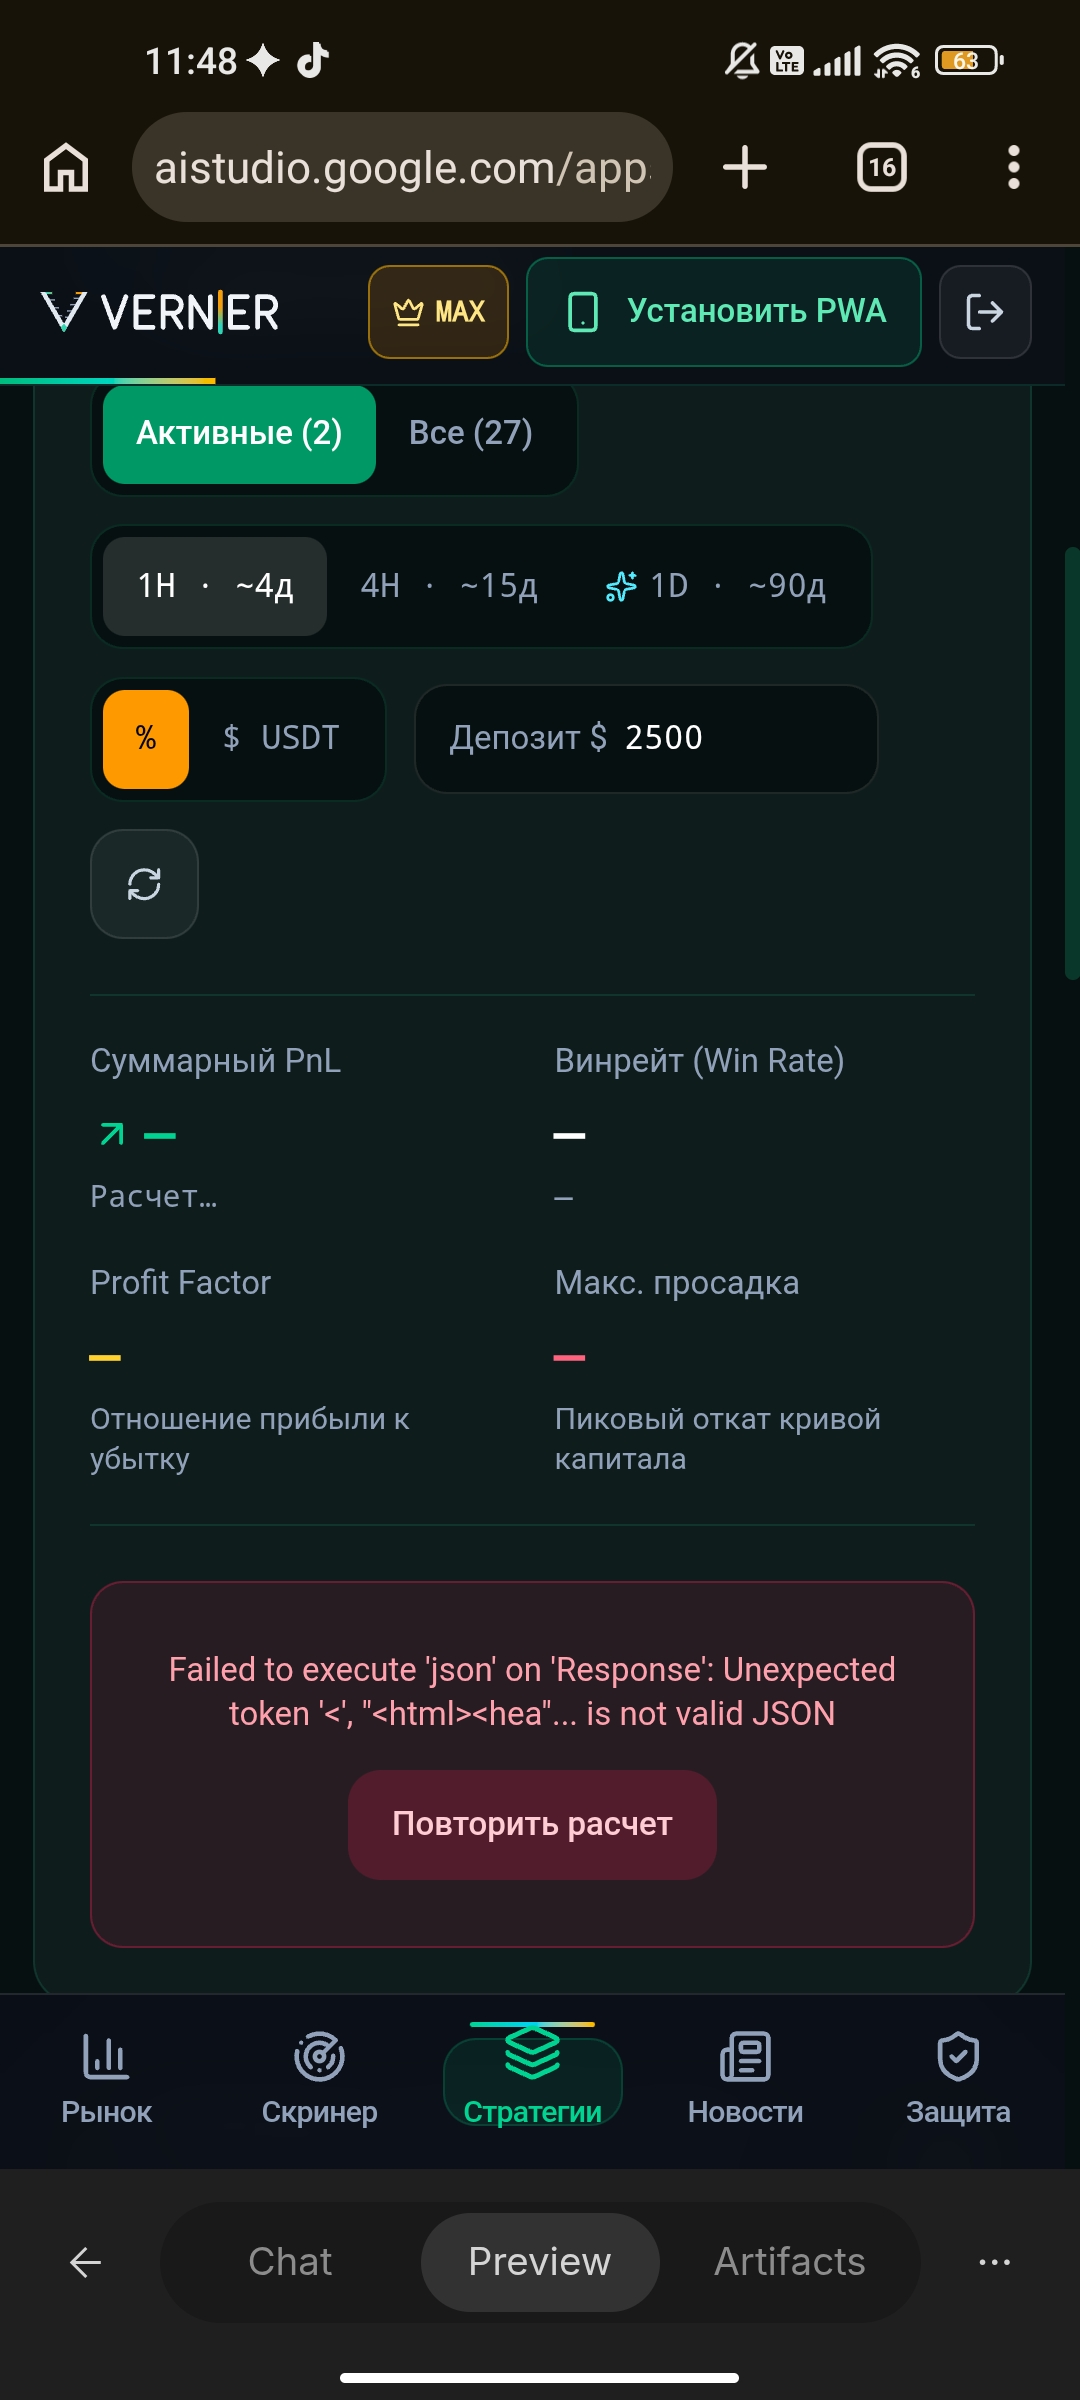 11:48
Vo LTE
6
63
aistudio.google.com/app
16
VERNIER
MAX
Установить PWA
Активные (2)
Все (27)
1H · ~4д
4H · ~15д
1D · ~90д
%
$ USDT
Депозит $ 2500
Суммарный PnL
Винрейт (Win Rate)
—
—
Расчет…
—
Profit Factor
Макс. просадка
—
—
Отношение прибыли к
убытку
Пиковый откат кривой
капитала
Failed to execute 'json' on 'Response': Unexpected
token '<', "<html><hea"... is not valid JSON
Повторить расчет
Рынок
Скринер
Стратегии
Новости
Защита
Chat
Preview
Artifacts